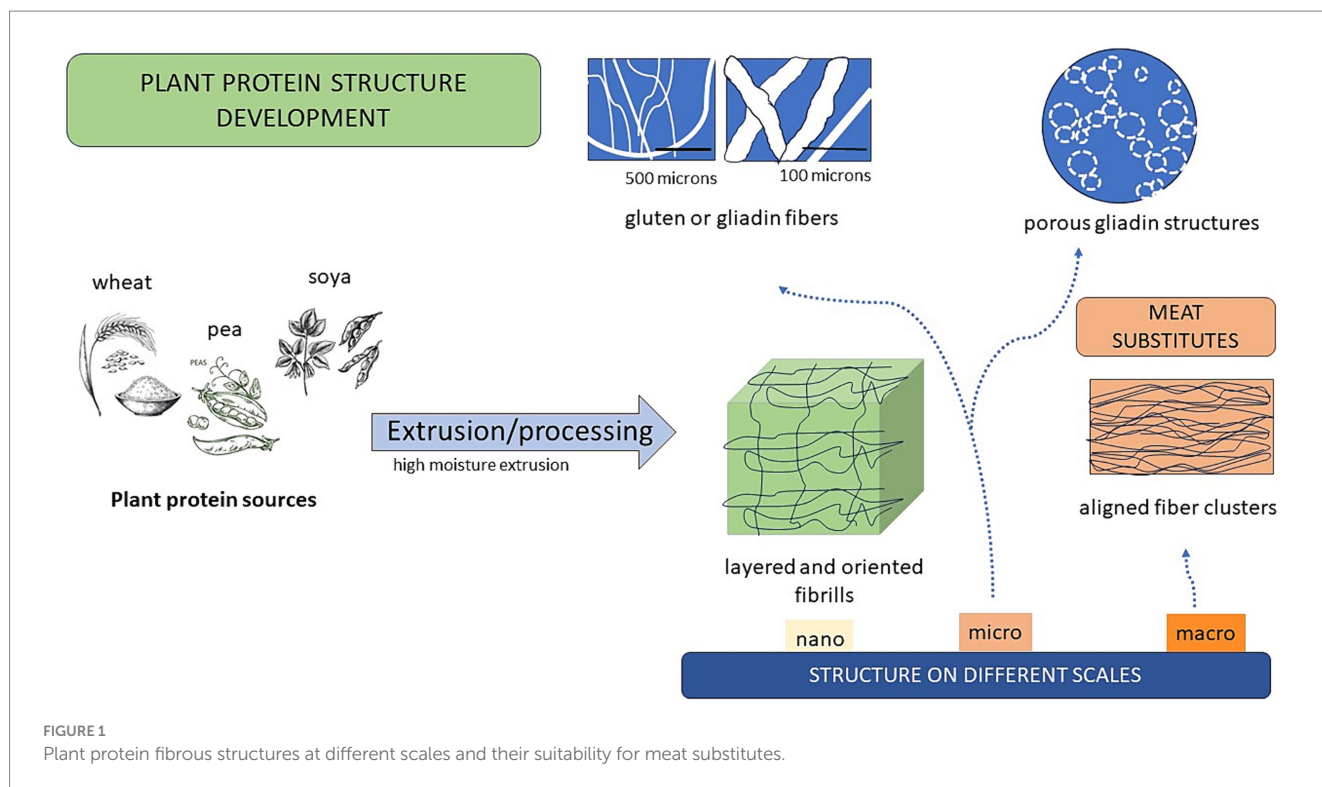 PLANT PROTEIN STRUCTURE
DEVELOPMENT
500 microns
100 microns
gluten or gliadin fibers
porous gliadin structures
wheat
pea
soya
PEAS
Plant protein sources
Extrusion/processing
high moisture extrusion
layered and oriented
fibrills
MEAT
SUBSTITUTES
aligned fiber clusters
nano
micro
macro
STRUCTURE ON DIFFERENT SCALES
FIGURE 1
Plant protein fibrous structures at different scales and their suitability for meat substitutes.